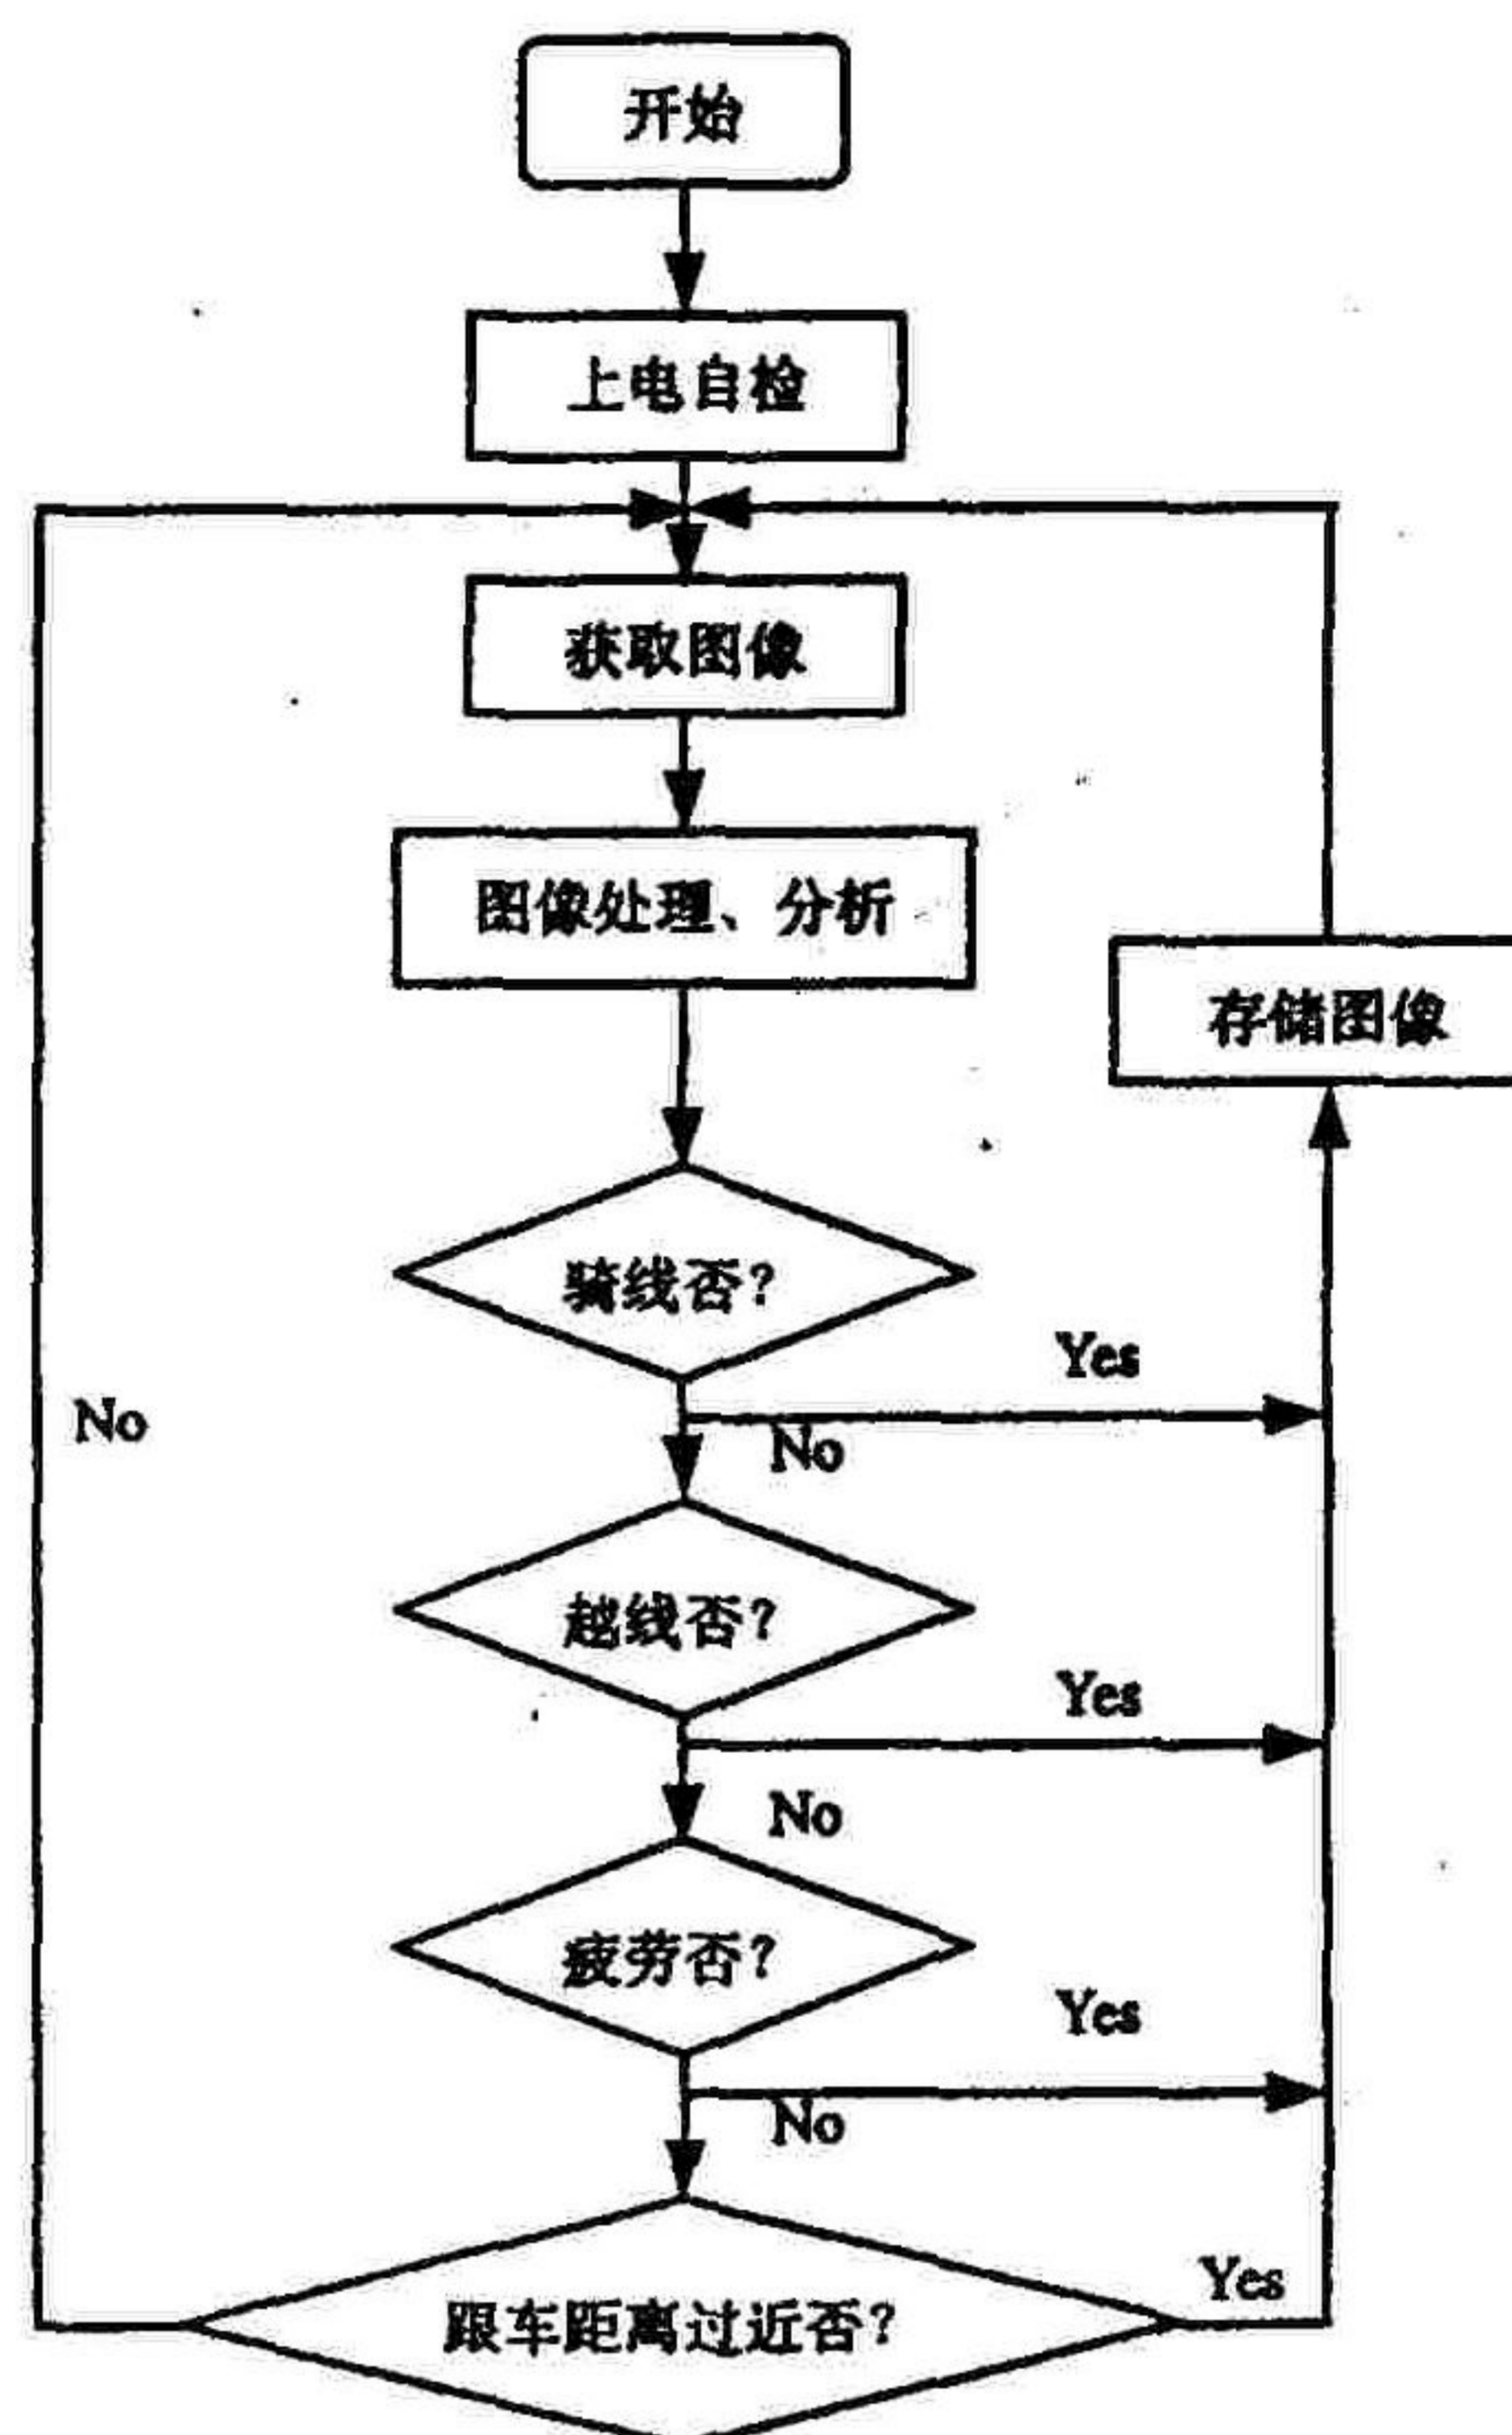 开始
上电自检
获取图像
图像处理、分析
存储图像
骑线否?
Yes
No
No
越线否?
Yes
No
疲劳否?
Yes
No
Yes
跟车距离过近否?